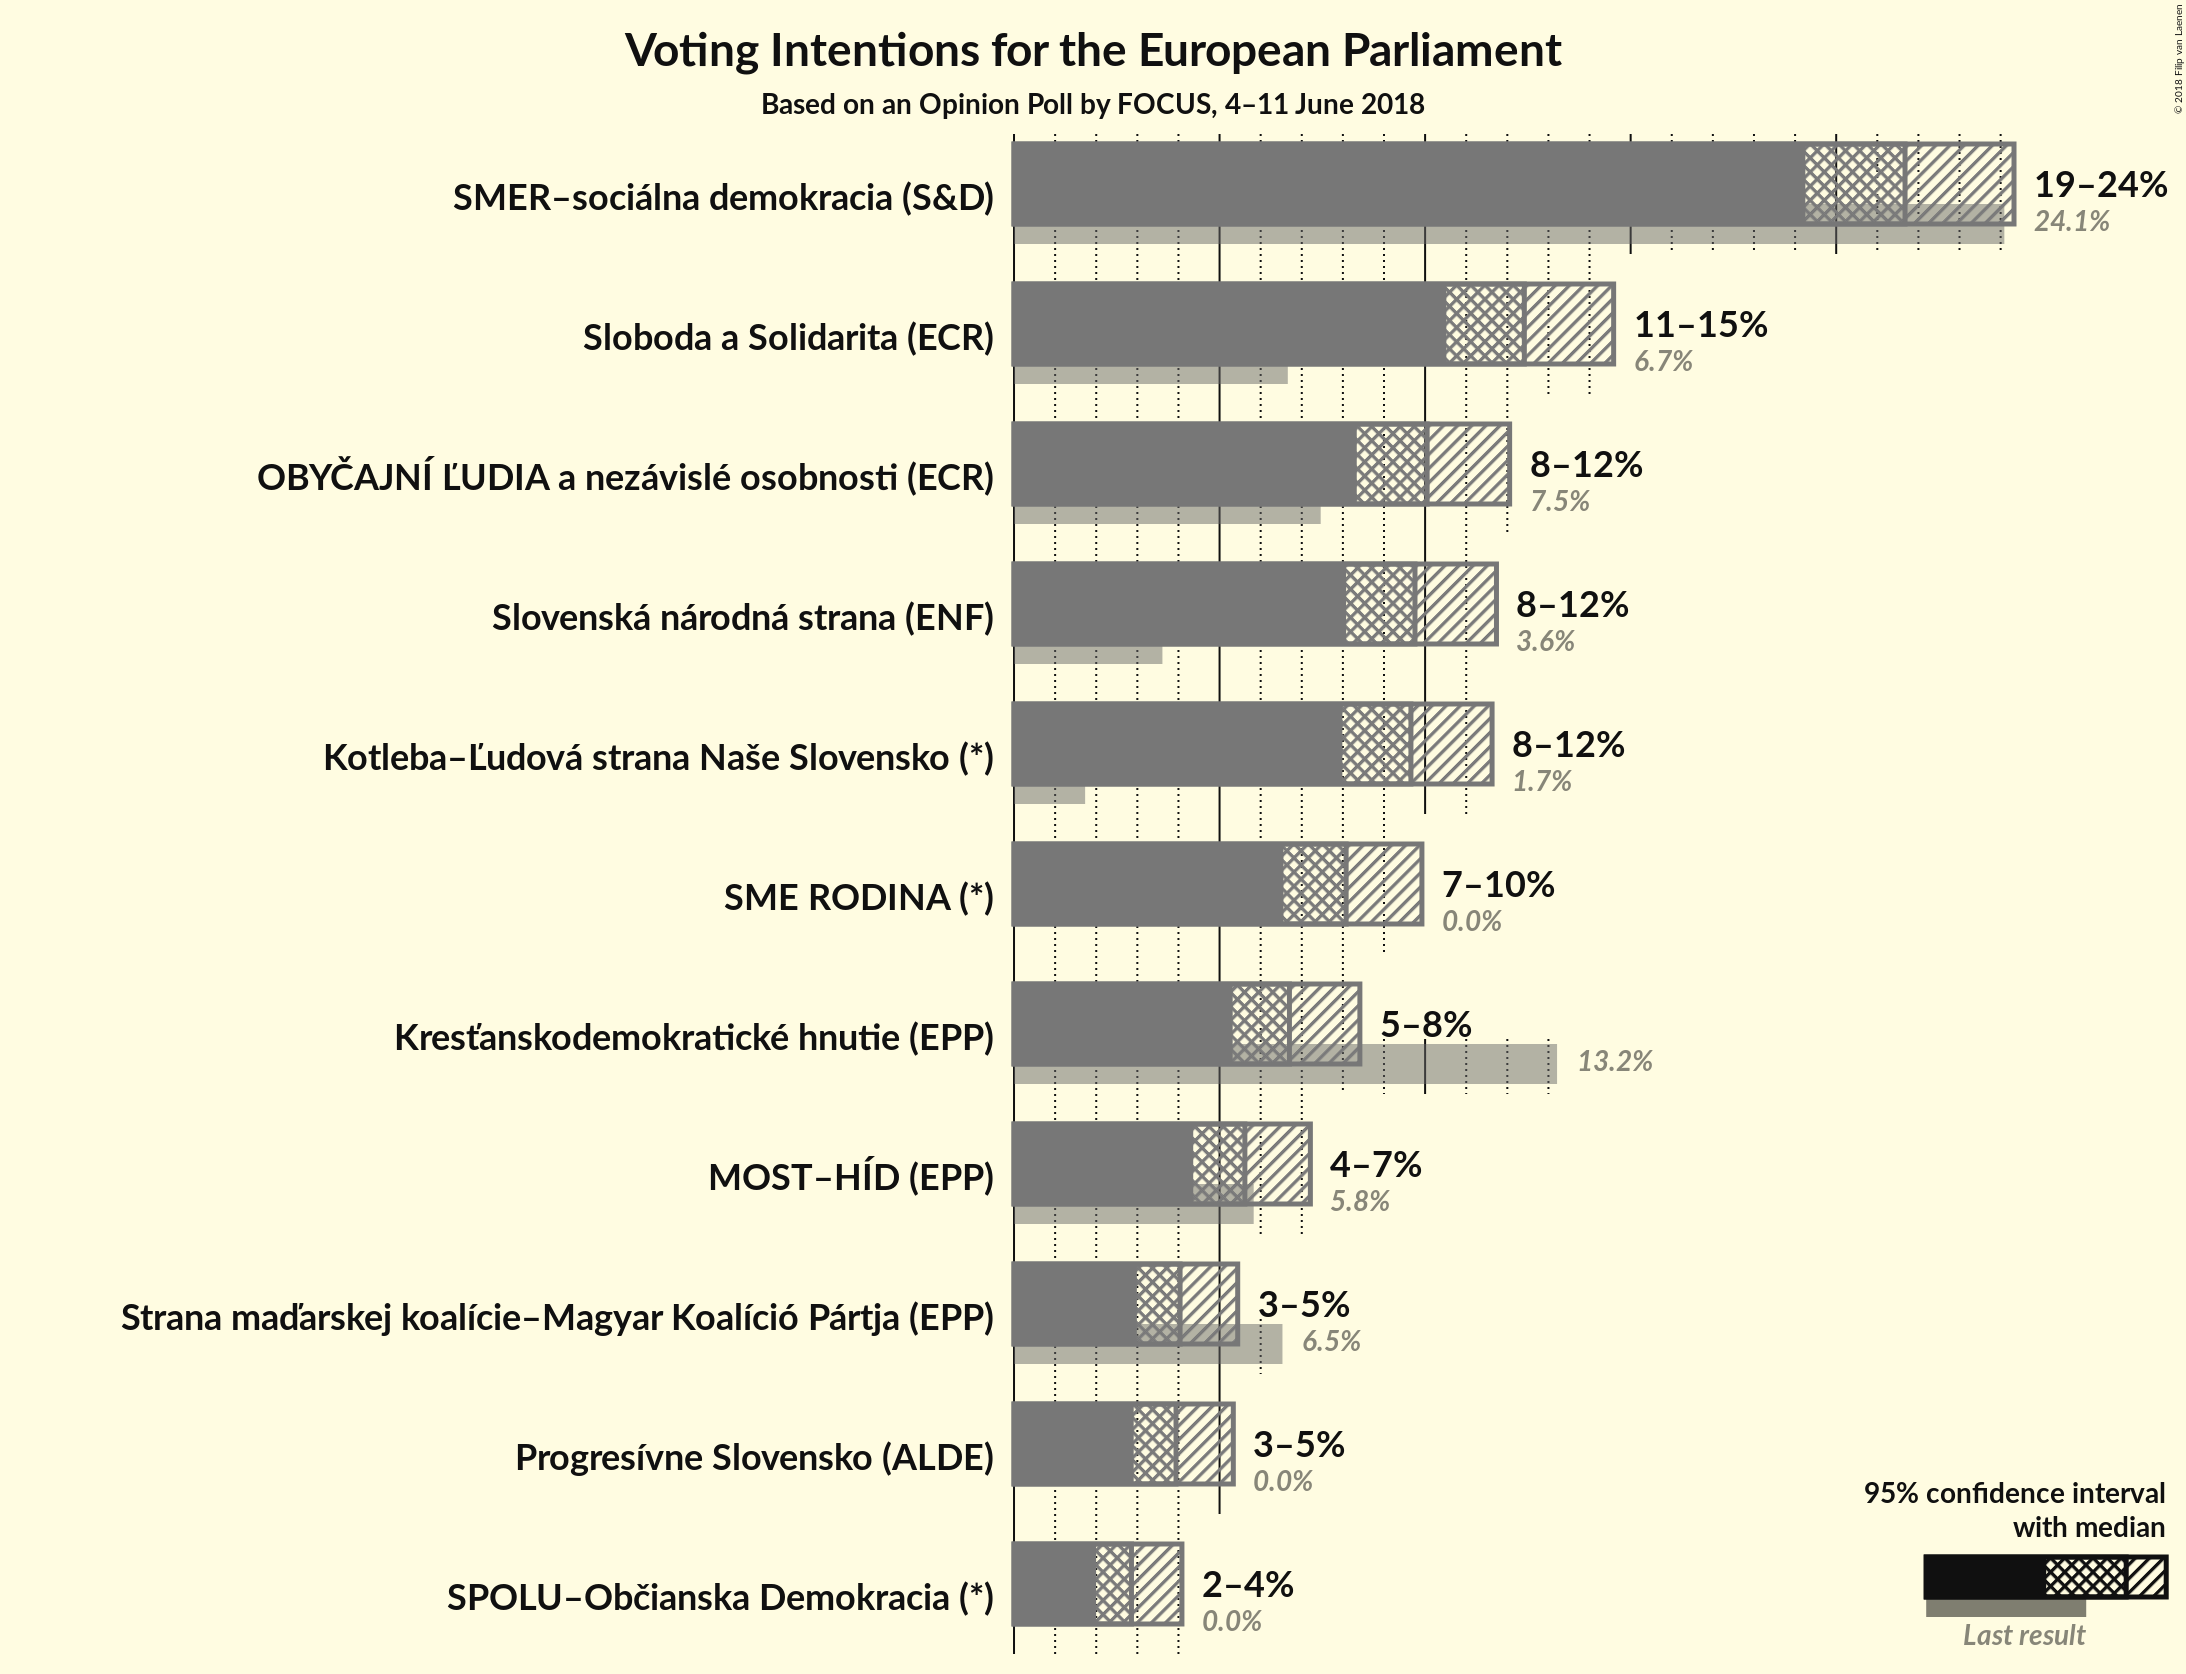 Voting Intentions for the European Parliament
Based on an Opinion Poll by FOCUS, 4–11 June 2018
© 2018 Filip van Laenen
SMER–sociálna demokracia (S&D)
19–24%
24.1%
Sloboda a Solidarita (ECR)
11–15%
6.7%
OBYČAJNÍ ĽUDIA a nezávislé osobnosti (ECR)
8–12%
7.5%
Slovenská národná strana (ENF)
8–12%
3.6%
Kotleba–Ľudová strana Naše Slovensko (*)
8–12%
1.7%
SME RODINA (*)
7–10%
0.0%
Kresťanskodemokratické hnutie (EPP)
5–8%
13.2%
MOST–HÍD (EPP)
4–7%
5.8%
Strana maďarskej koalície–Magyar Koalíció Pártja (EPP)
3–5%
6.5%
Progresívne Slovensko (ALDE)
3–5%
0.0%
SPOLU–Občianska Demokracia (*)
2–4%
0.0%
95% confidence interval
with median
Last result